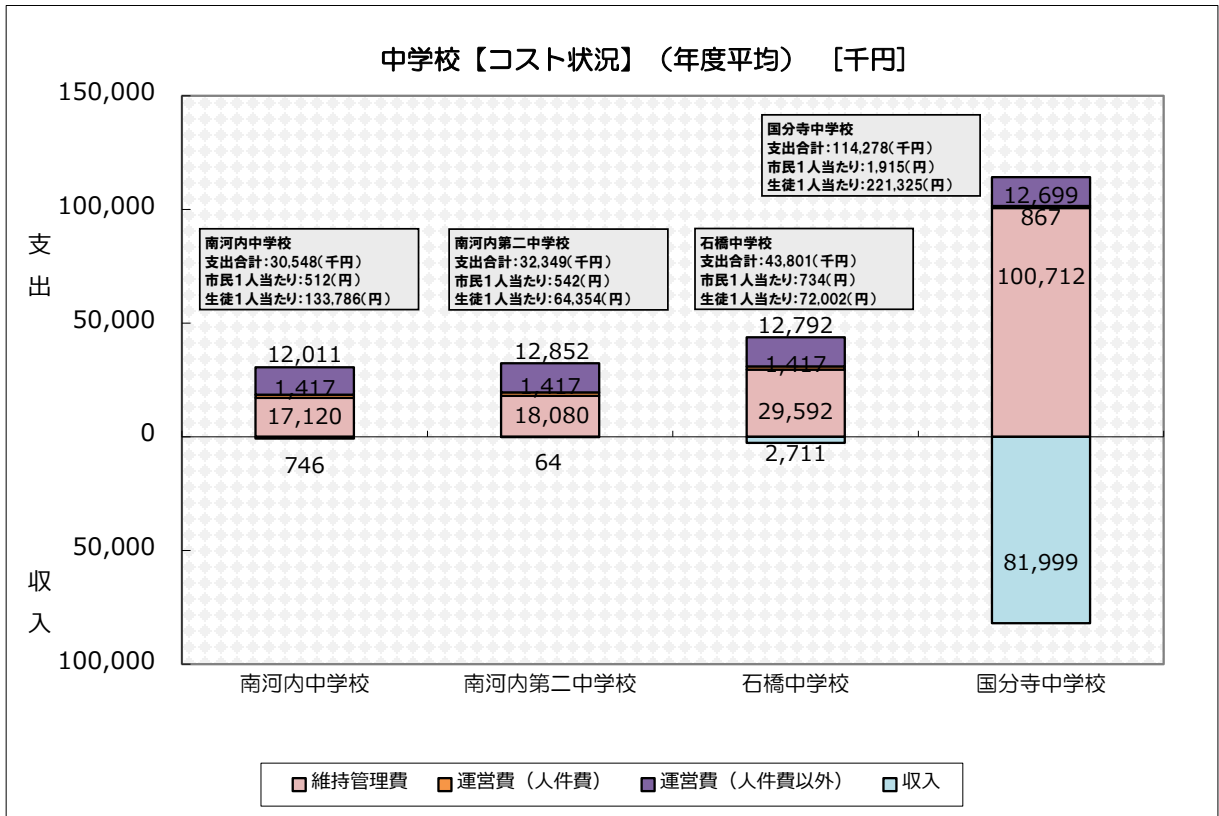 中学校【コスト状況】（年度平均） [千円]
150,000
100,000
50,000
0
50,000
100,000
支出
収入
国分寺中学校
支出合計:114,278(千円)
市民1人当たり:1,915(円)
生徒1人当たり:221,325(円)
南河内中学校
支出合計:30,548(千円)
市民1人当たり:512(円)
生徒1人当たり:133,786(円)
南河内第二中学校
支出合計:32,349(千円)
市民1人当たり:542(円)
生徒1人当たり:64,354(円)
石橋中学校
支出合計:43,801(千円)
市民1人当たり:734(円)
生徒1人当たり:72,002(円)
12,011
1,417
17,120
746
12,852
1,417
18,080
64
12,792
1,417
29,592
2,711
12,699
867
100,712
81,999
南河内中学校
南河内第二中学校
石橋中学校
国分寺中学校
維持管理費
運営費（人件費）
運営費（人件費以外）
収入